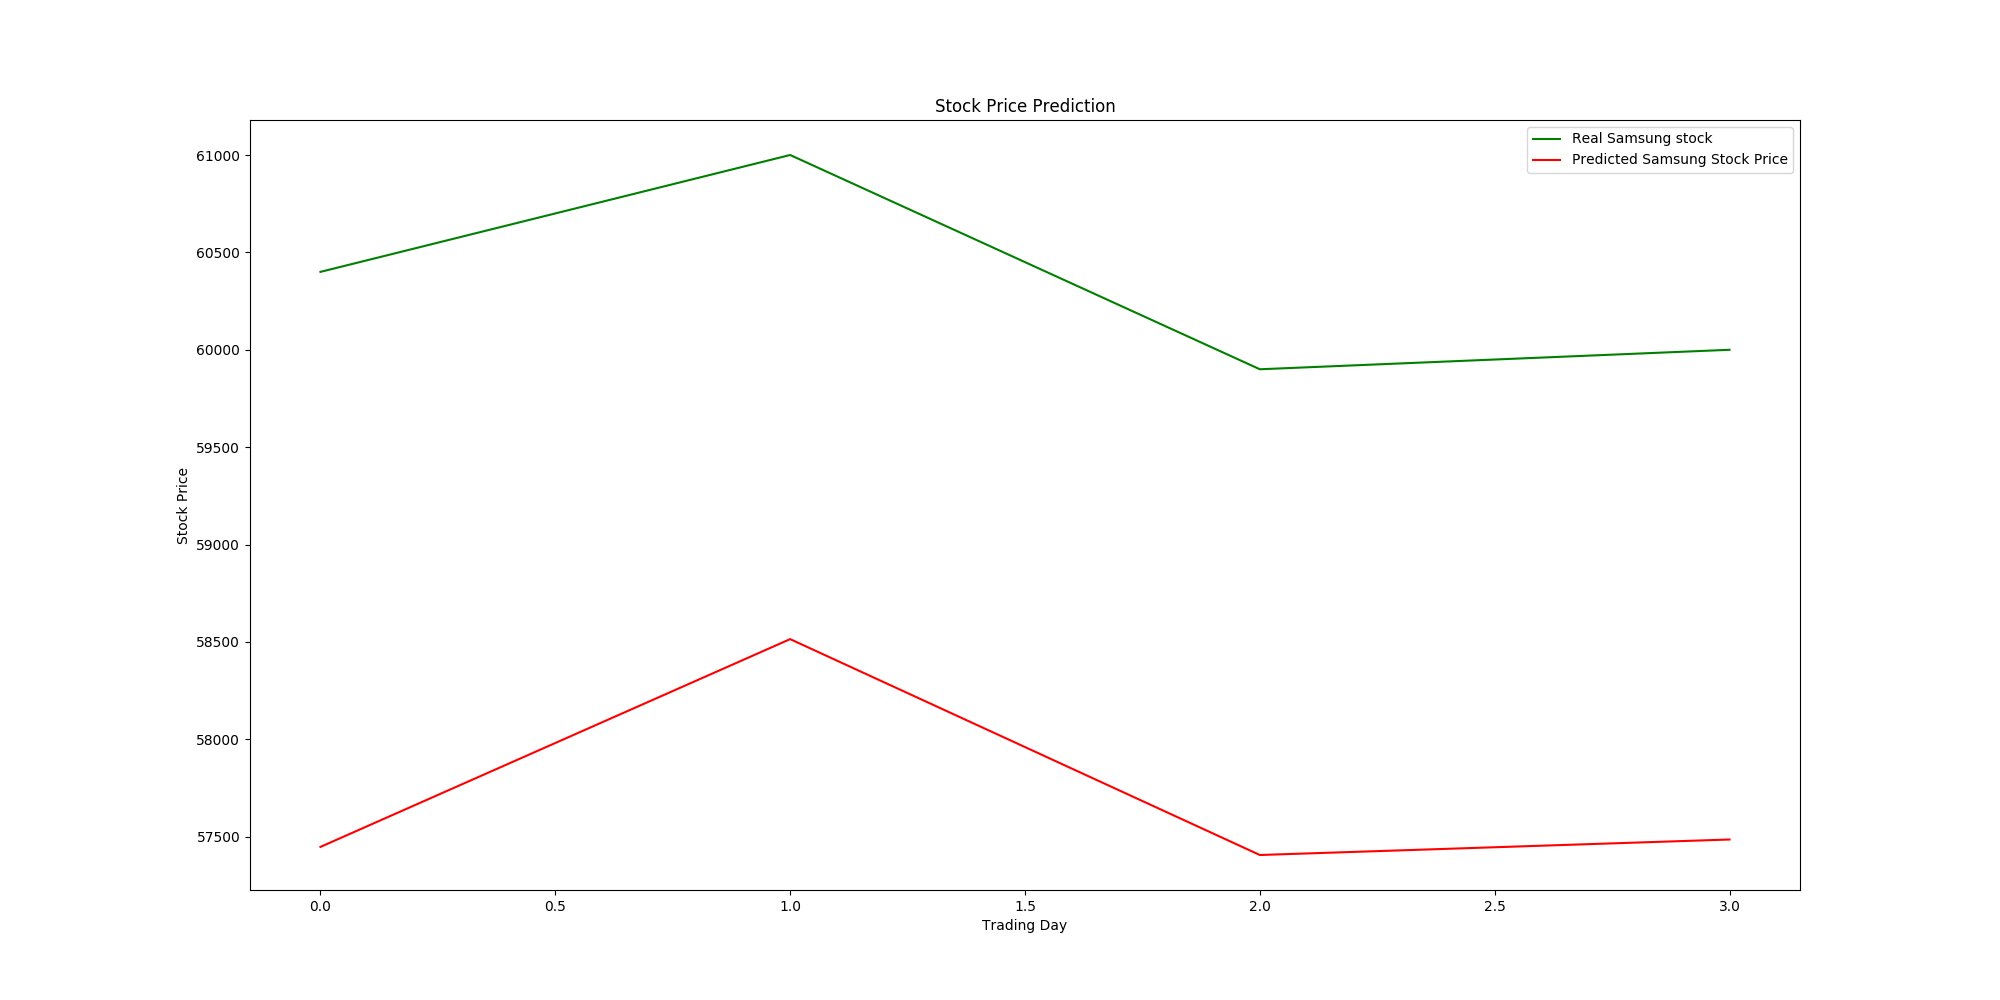 Stock Price Prediction
Real Samsung stock
Predicted Samsung Stock Price
61000
60500
60000
59500
59000
58500
58000
57500
Stock Price
0.0 0.5 1.0 1.5 2.0 2.5 3.0
Trading Day